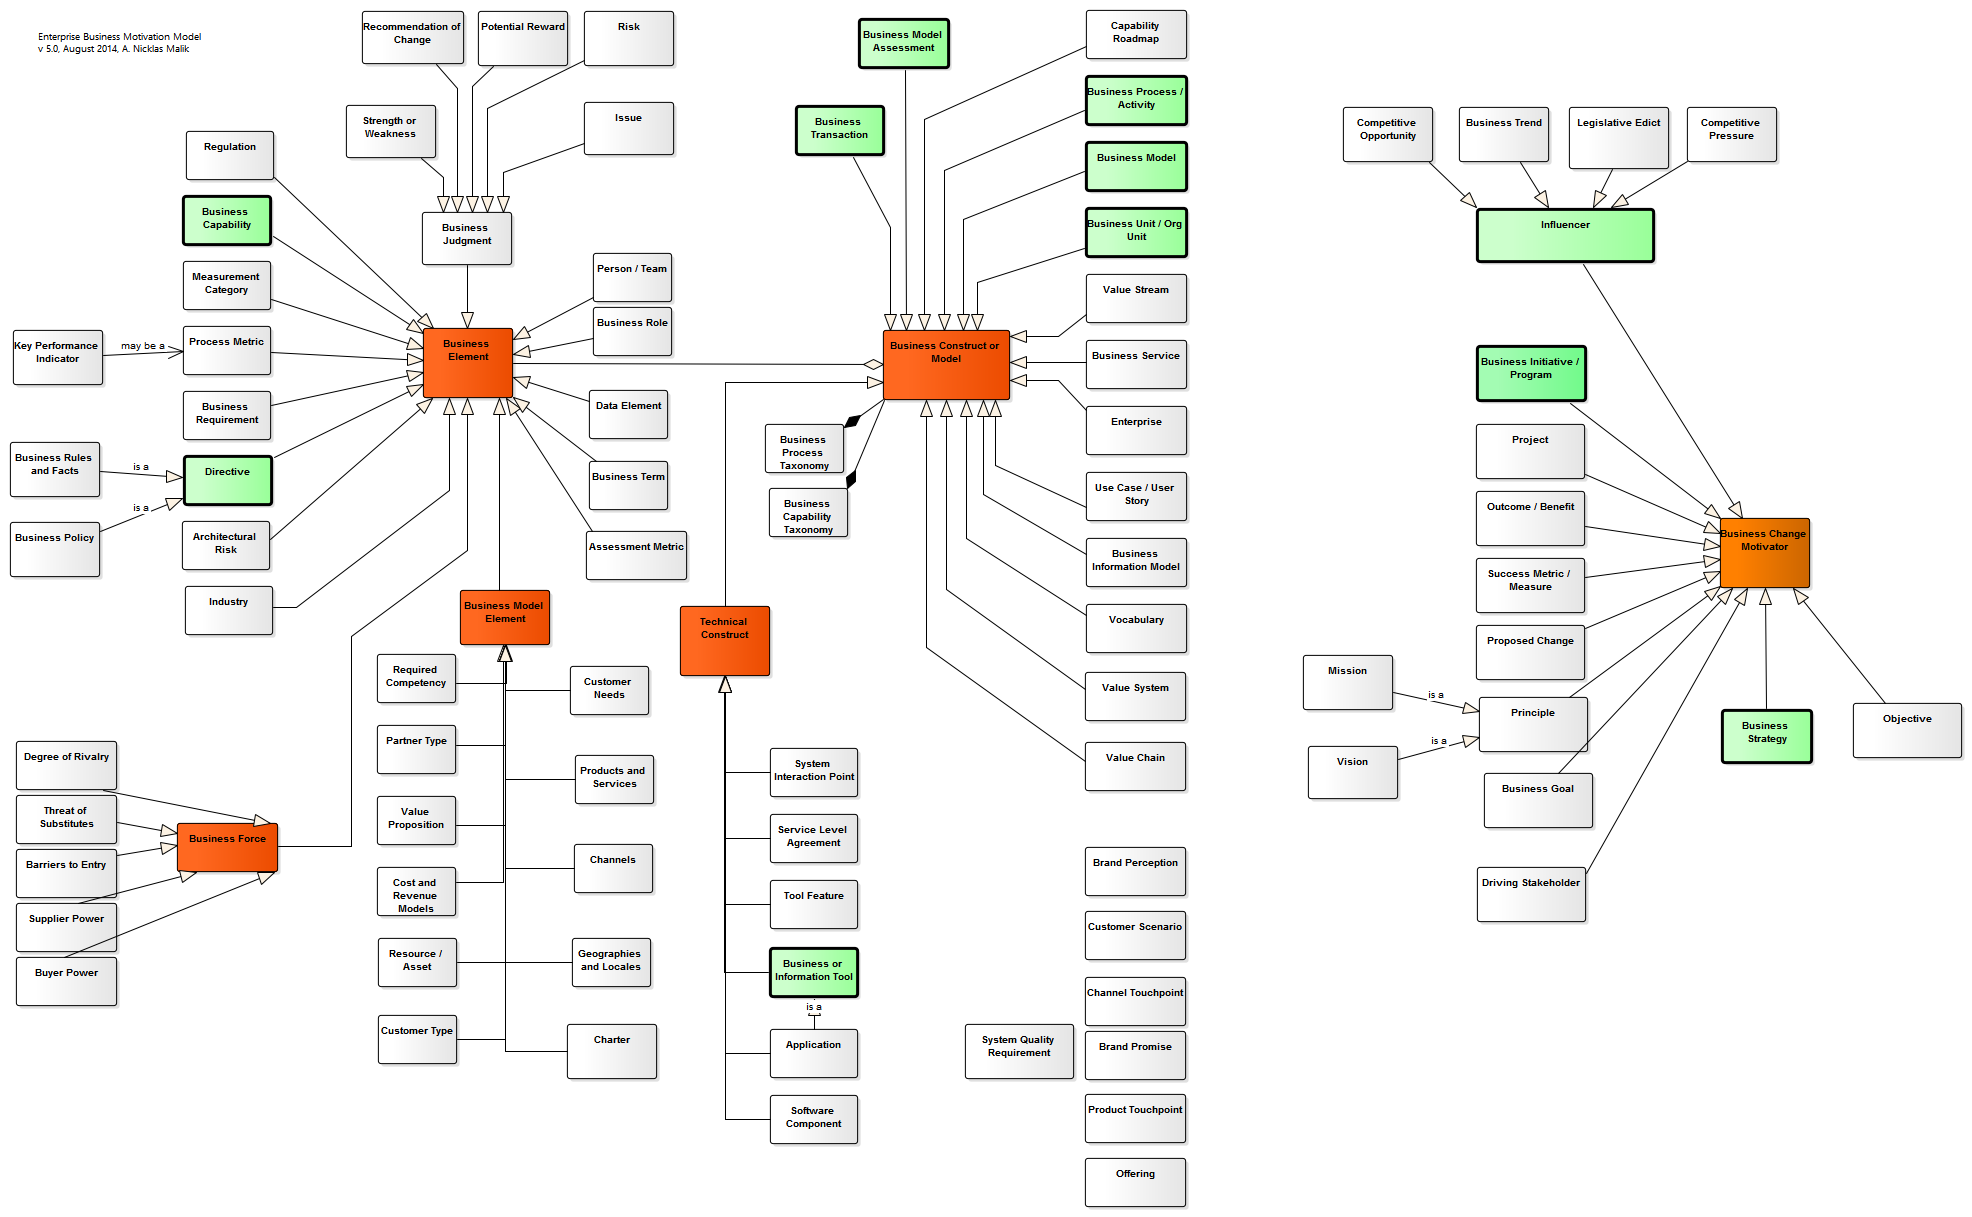 Enterprise Business Motivation Model
v 5.0, August 2014, A. Nicklas Malik
Recommendation of
Change
Potential Reward
Risk
Strength or
Weakness
Issue
Regulation
Business
Capability
Business
Judgment
Measurement
Category
Person / Team
Business Role
Key Performance
Indicator
may be a
Process Metric
Business
Element
Business
Requirement
Data Element
Business Rules
and Facts
is a
Directive
Business Term
is a
Business Policy
Architectural
Risk
Assessment Metric
Industry
Business Model
Element
Required
Competency
Customer
Needs
Partner Type
Products and
Services
Value
Proposition
Channels
Cost and
Revenue
Models
Resource /
Asset
Geographies
and Locales
Customer Type
Charter
Degree of Rivalry
Threat of
Substitutes
Business Force
Barriers to Entry
Supplier Power
Buyer Power
Business Model
Assessment
Business
Transaction
Capability
Roadmap
Business Process /
Activity
Business Model
Business Unit / Org
Unit
Value Stream
Business Construct or
Model
Business Service
Enterprise
Business
Process
Taxonomy
Business
Capability
Taxonomy
Use Case / User
Story
Business
Information Model
Vocabulary
Value System
Value Chain
Technical
Construct
System
Interaction Point
Service Level
Agreement
Tool Feature
Business or
Information Tool
is a
Application
Software
Component
System Quality
Requirement
Brand Perception
Customer Scenario
Channel Touchpoint
Brand Promise
Product Touchpoint
Offering
Competitive
Opportunity
Business Trend
Legislative Edict
Competitive
Pressure
Influencer
Business Initiative /
Program
Project
Outcome / Benefit
Business Change
Motivator
Success Metric /
Measure
Proposed Change
Mission
is a
Principle
is a
Vision
Business
Strategy
Objective
Business Goal
Driving Stakeholder